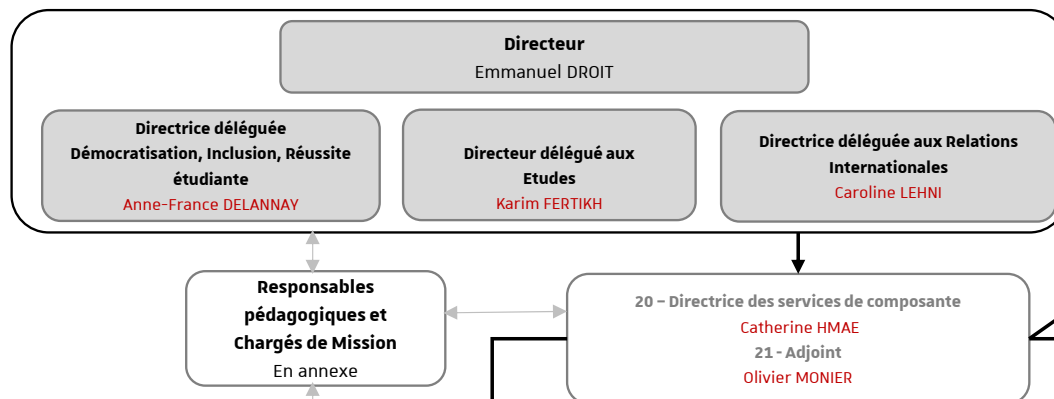 Directeur
Emmanuel DROIT
Directrice déléguée
Démocratisation, Inclusion, Réussite
étudiante
Anne-France DELANNAY
Directeur délégué aux
Etudes
Karim FERTIKH
Directrice déléguée aux Relations
Internationales
Caroline LEHNI
Responsables
pédagogiques et
Chargés de Mission
En annexe
20 – Directrice des services de composante
Catherine HMAE
21 - Adjoint
Olivier MONIER